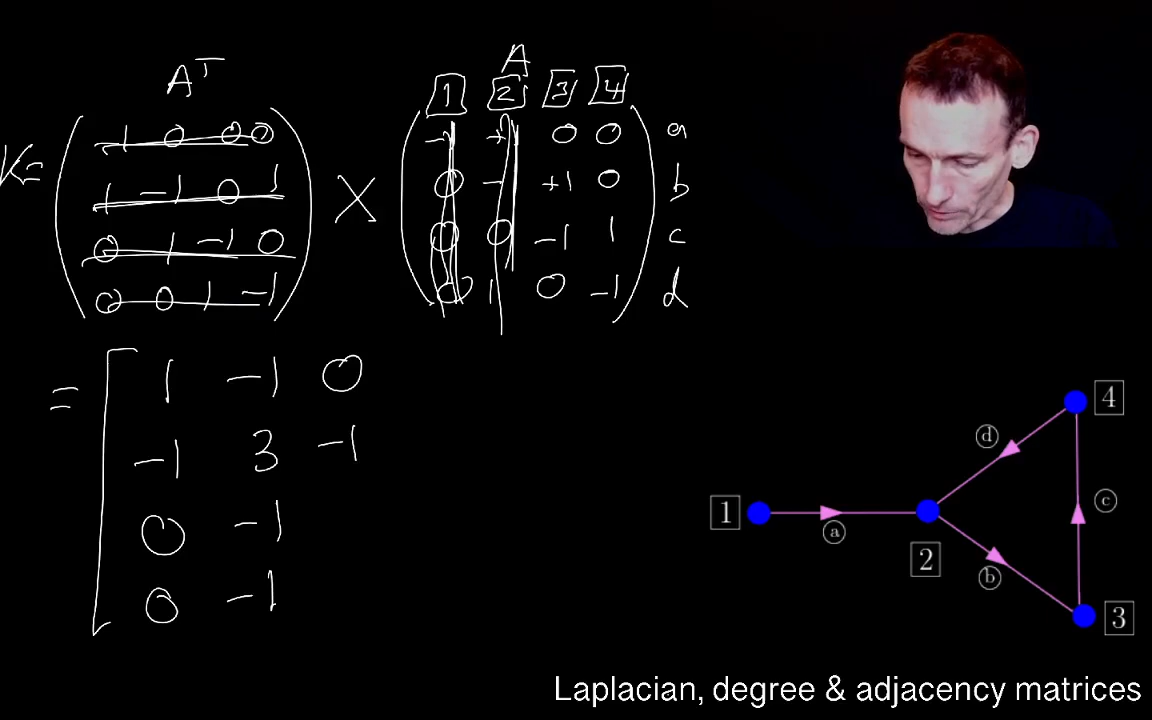 Aᵀ
A
1 2 3 4
K= ( -1 0 0 0 ) × ( -1 +1 0 0 ) a
( 1 -1 0 1 ) ( 0 -1 +1 0 ) b
( 0 1 -1 0 ) ( 0 0 -1 1 ) c
( 0 0 1 -1 ) ( 0 1 0 -1 ) d
= [ 1 -1 0
-1 3 -1
0 -1
0 -1
4
d
c
1
a
2
b
3
Laplacian, degree & adjacency matrices